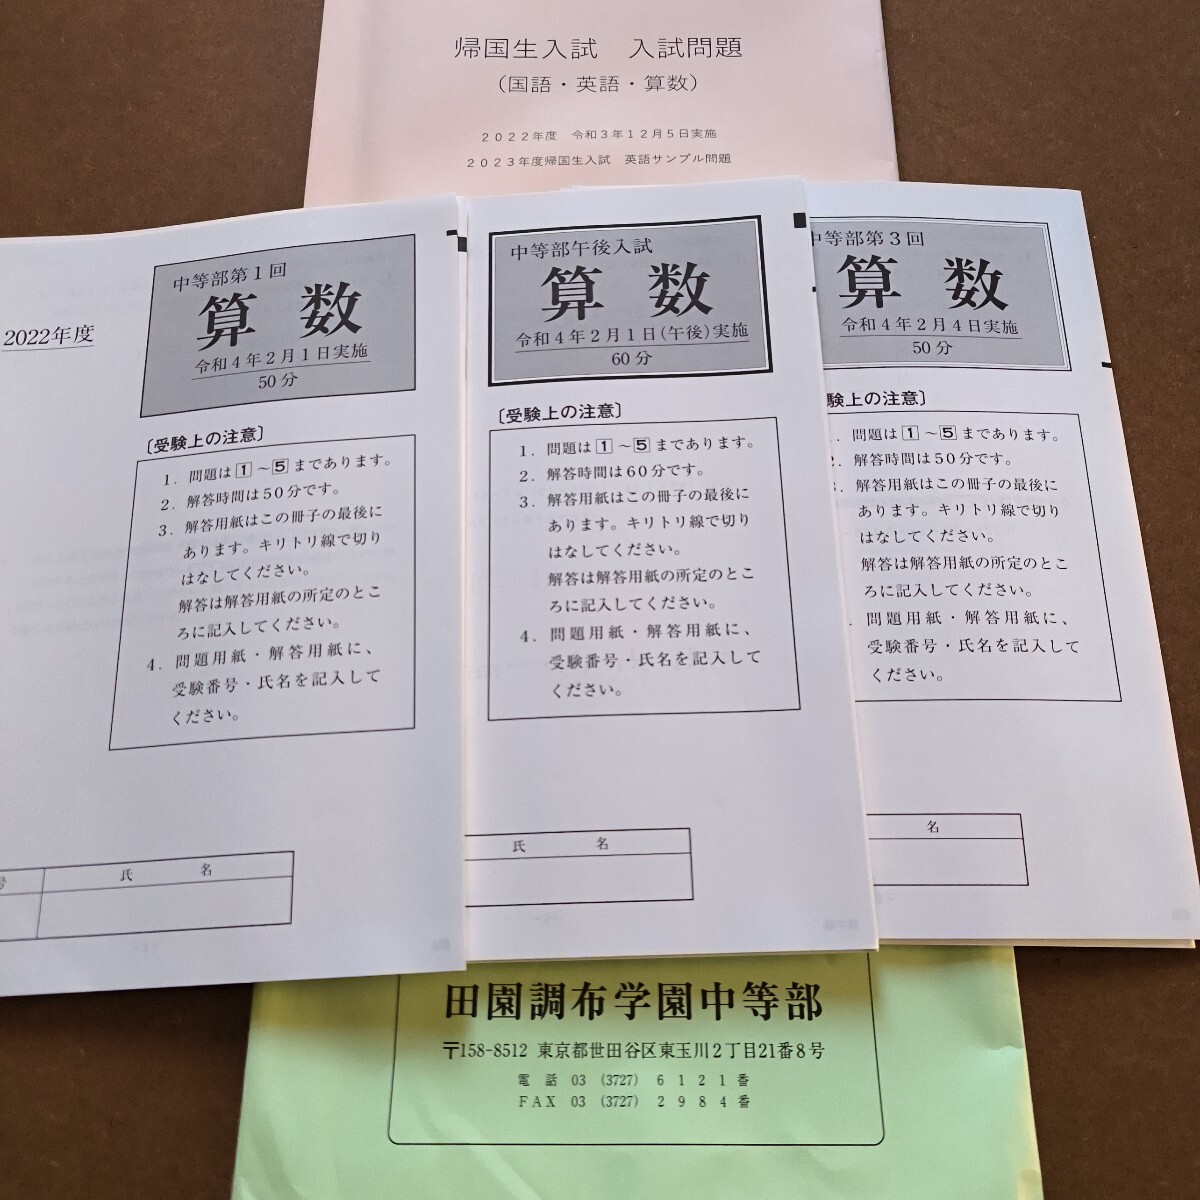 帰国生入試　入試問題
（国語・英語・算数）
２０２２年度　令和３年１２月５日実施
２０２３年度帰国生入試　英語サンプル問題
2022年度
中等部第１回
算　数
令和４年２月１日実施
50分
〔受験上の注意〕
１．問題は1～5まであります。
２．解答時間は５０分です。
３．解答用紙はこの冊子の最後に
あります。キリトリ線で切り
はなしてください。
解答は解答用紙の所定のとこ
ろに記入してください。
４．問題用紙・解答用紙に、
受験番号・氏名を記入して
ください。
号　氏　名
中等部午後入試
算　数
令和４年２月１日（午後）実施
60分
〔受験上の注意〕
１．問題は1～5まであります。
２．解答時間は６０分です。
３．解答用紙はこの冊子の最後に
あります。キリトリ線で切り
はなしてください。
解答は解答用紙の所定のとこ
ろに記入してください。
４．問題用紙・解答用紙に、
受験番号・氏名を記入して
ください。
氏　名
中等部第３回
算　数
令和４年２月４日実施
50分
験上の注意〕
．問題は1～5まであります。
２．解答時間は５０分です。
．解答用紙はこの冊子の最後に
あります。キリトリ線で切り
はなしてください。
解答は解答用紙の所定のとこ
ろに記入してください。
．問題用紙・解答用紙に、
受験番号・氏名を記入して
ください。
名
田園調布学園中等部
〒158-8512 東京都世田谷区東玉川２丁目21番８号
電　話　03　(3727)　６１２１番
ＦＡＸ　03　(3727)　２９８４番